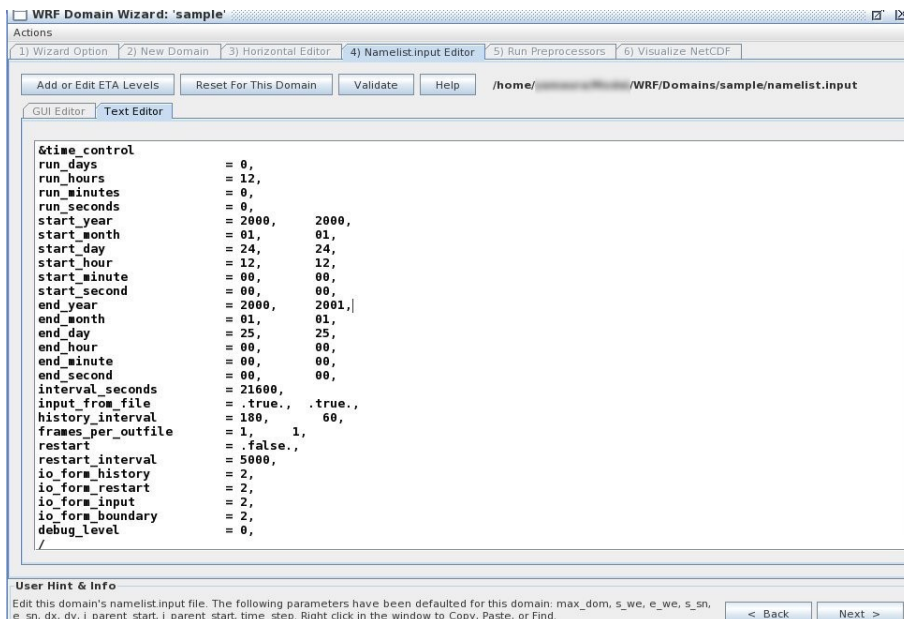 WRF Domain Wizard: 'sample'
Actions
1) Wizard Option 2) New Domain 3) Horizontal Editor 4) Namelist.input Editor 5) Run Preprocessors 6) Visualize NetCDF
Add or Edit ETA Levels Reset For This Domain Validate Help /home/ /WRF/Domains/sample/namelist.input
GUI Editor Text Editor
&time_control
run_days = 0,
run_hours = 12,
run_minutes = 0,
run_seconds = 0,
start_year = 2000, 2000,
start_month = 01, 01,
start_day = 24, 24,
start_hour = 12, 12,
start_minute = 00, 00,
start_second = 00, 00,
end_year = 2000, 2001,
end_month = 01, 01,
end_day = 25, 25,
end_hour = 00, 00,
end_minute = 00, 00,
end_second = 00, 00,
interval_seconds = 21600,
input_from_file = .true., .true.,
history_interval = 180, 60,
frames_per_outfile = 1, 1,
restart = .false.,
restart_interval = 5000,
io_form_history = 2,
io_form_restart = 2,
io_form_input = 2,
io_form_boundary = 2,
debug_level = 0,
/
User Hint & Info
Edit this domain's namelist.input file. The following parameters have been defaulted for this domain: max_dom, s_we, e_we, s_sn,
e_sn, dx, dy, i_parent_start, j_parent_start, time_step. Right click in the window to Copy, Paste, or Find.
< Back Next >